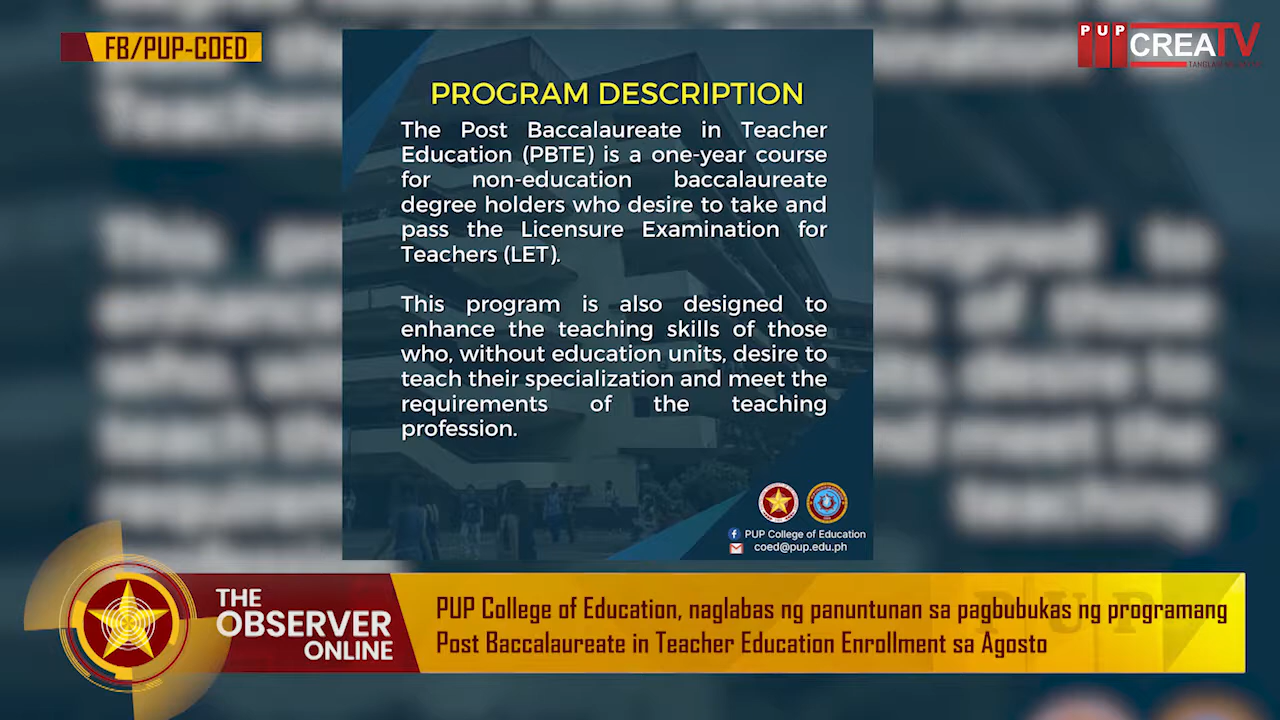 FB/PUP-COED
PUP
CREATV
PROGRAM DESCRIPTION
The Post Baccalaureate in Teacher
Education (PBTE) is a one-year course
for non-education baccalaureate
degree holders who desire to take and
pass the Licensure Examination for
Teachers (LET).
This program is also designed to
enhance the teaching skills of those
who, without education units, desire to
teach their specialization and meet the
requirements of the teaching
profession.
PUP College of Education
coed@pup.edu.ph
THE
OBSERVER
ONLINE
PUP College of Education, naglabas ng panuntunan sa pagbubukas ng programang
Post Baccalaureate in Teacher Education Enrollment sa Agosto